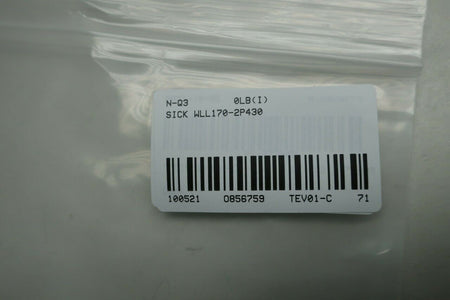 N-Q3 0LB(I)
SICK WLL170-2P430
100521 0856759 TEV01-C 71